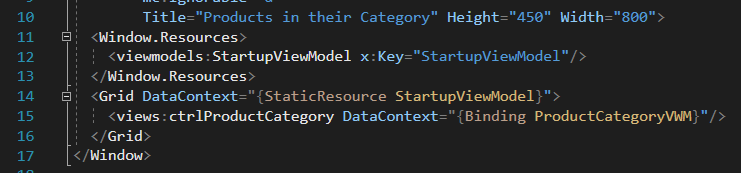 10 Title="Products in their Category" Height="450" Width="800">
11 <Window.Resources>
12 <viewmodels:StartupViewModel x:Key="StartupViewModel"/>
13 </Window.Resources>
14 <Grid DataContext="{StaticResource StartupViewModel}">
15 <views:ctrlProductCategory DataContext="{Binding ProductCategoryVWM}"/>
16 </Grid>
17 </Window>